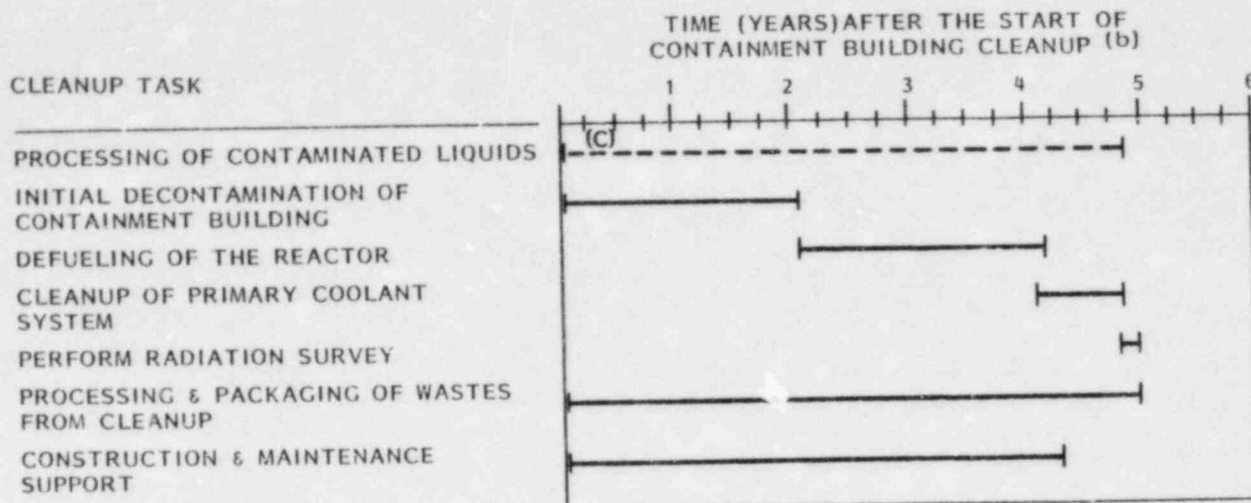 TIME (YEARS) AFTER THE START OF
CONTAINMENT BUILDING CLEANUP (b)
CLEANUP TASK
1 2 3 4 5 6
(C)
PROCESSING OF CONTAMINATED LIQUIDS
INITIAL DECONTAMINATION OF
CONTAINMENT BUILDING
DEFUELING OF THE REACTOR
CLEANUP OF PRIMARY COOLANT
SYSTEM
PERFORM RADIATION SURVEY
PROCESSING & PACKAGING OF WASTES
FROM CLEANUP
CONSTRUCTION & MAINTENANCE
SUPPORT